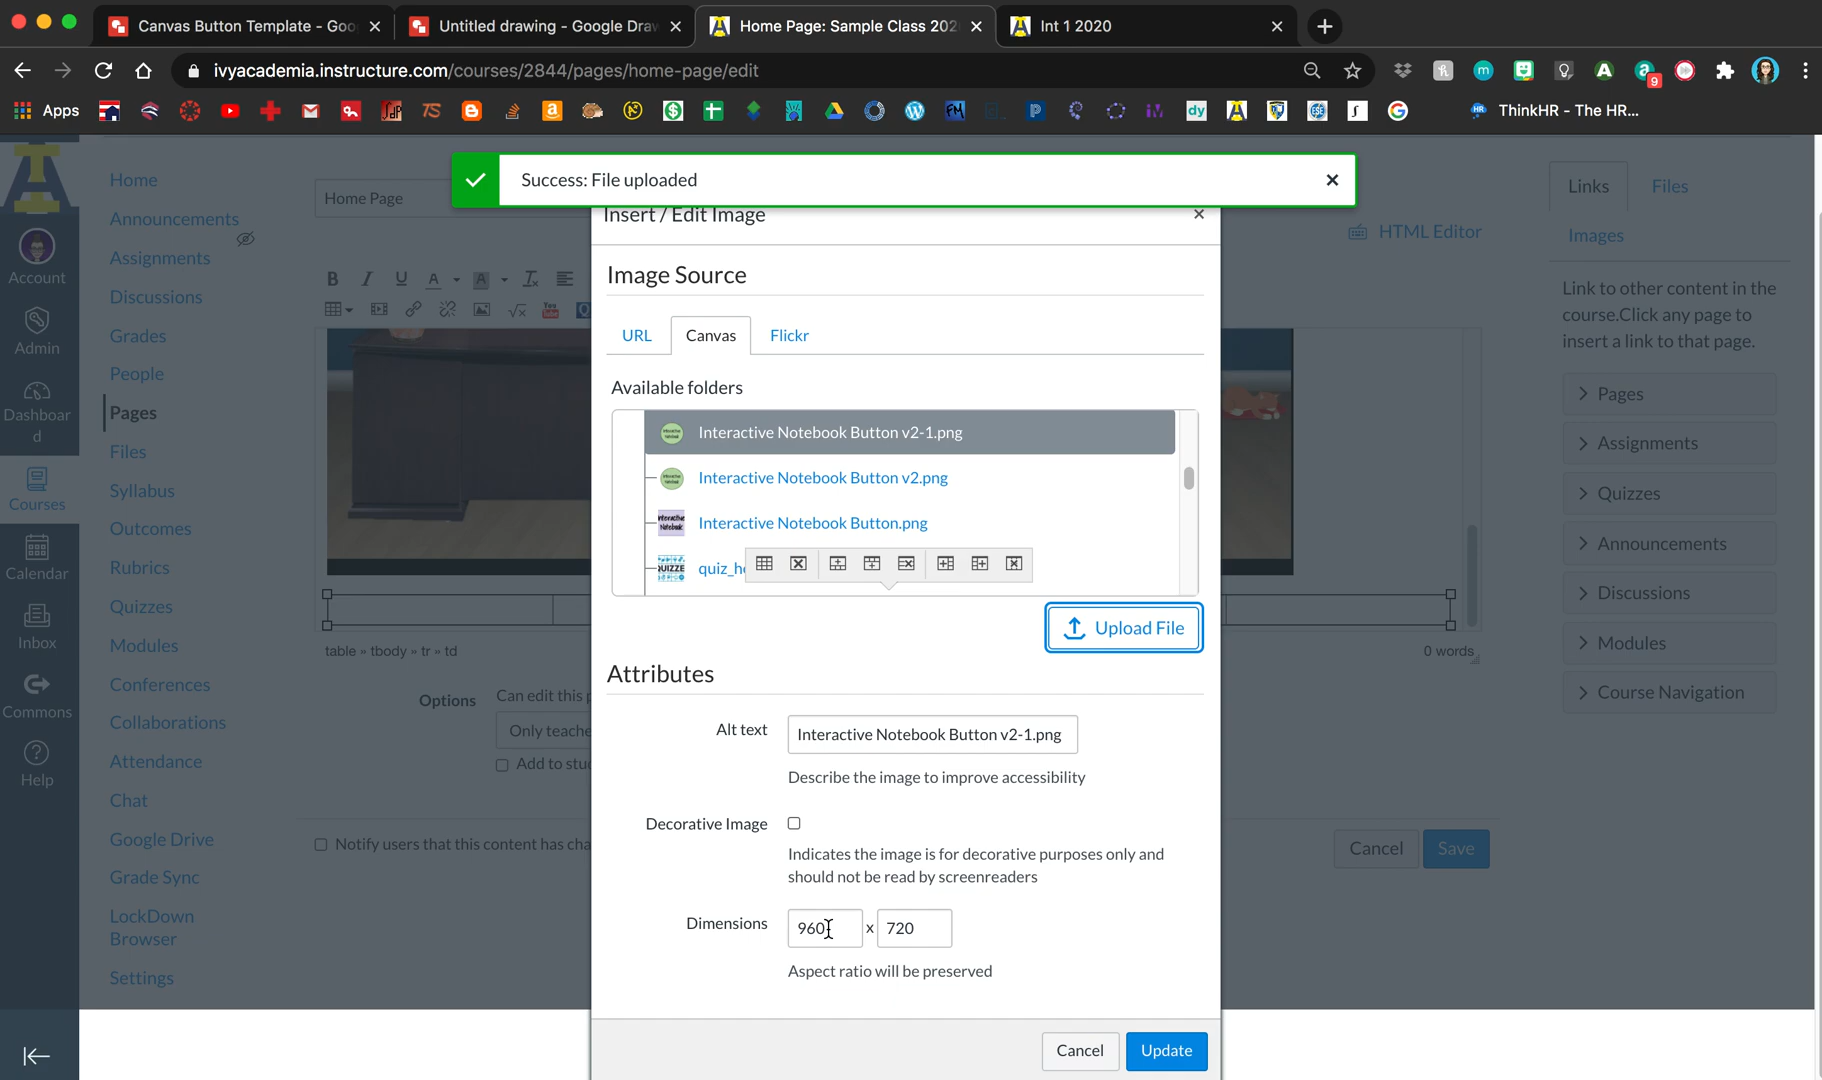 Canvas Button Template - Goo
Untitled drawing - Google Draw
Home Page: Sample Class 202
Int 1 2020
ivyacademia.instructure.com/courses/2844/pages/home-page/edit
9
Apps
75
FM
dy
HR ThinkHR - The HR...
Success: File uploaded
Home
Announcements
Assignments
Discussions
Grades
People
Pages
Files
Syllabus
Outcomes
Rubrics
Quizzes
Modules
Conferences
Collaborations
Attendance
Chat
Google Drive
Grade Sync
LockDown
Browser
Settings
Account
Admin
Dashboar
d
Courses
Calendar
Inbox
Commons
Help
Home Page
HTML Editor
table » tbody » tr » td
0 words
Options
Can edit this p
Only teache
Add to stu
Notify users that this content has cha
Cancel
Save
Insert / Edit Image
Image Source
URL
Canvas
Flickr
Available folders
Interactive Notebook Button v2-1.png
Interactive Notebook Button v2.png
Interactive Notebook Button.png
QUIZZE
quiz_h
Upload File
Attributes
Alt text
Interactive Notebook Button v2-1.png
Describe the image to improve accessibility
Decorative Image
Indicates the image is for decorative purposes only and
should not be read by screenreaders
Dimensions
960 x 720
Aspect ratio will be preserved
Cancel
Update
Links
Files
Images
Link to other content in the
course.Click any page to
insert a link to that page.
Pages
Assignments
Quizzes
Announcements
Discussions
Modules
Course Navigation